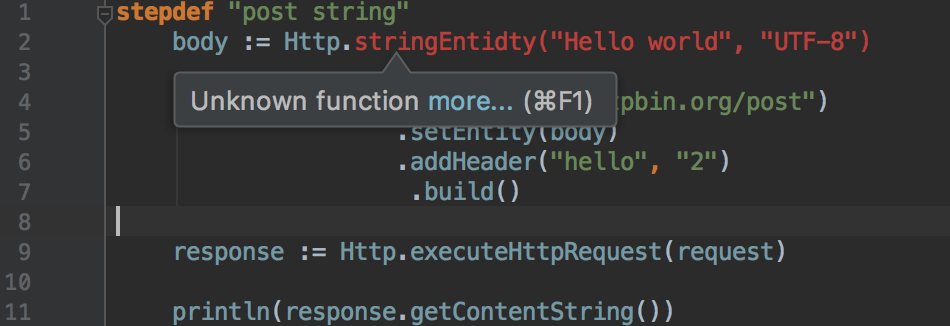 1 stepdef "post string"
2 body := Http.stringEntidty("Hello world", "UTF-8")
3
Unknown function more... (⌘F1)
4 pbin.org/post")
5 .setEntity(body)
6 .addHeader("hello", "2")
7 .build()
8
9 response := Http.executeHttpRequest(request)
10
11 println(response.getContentString())